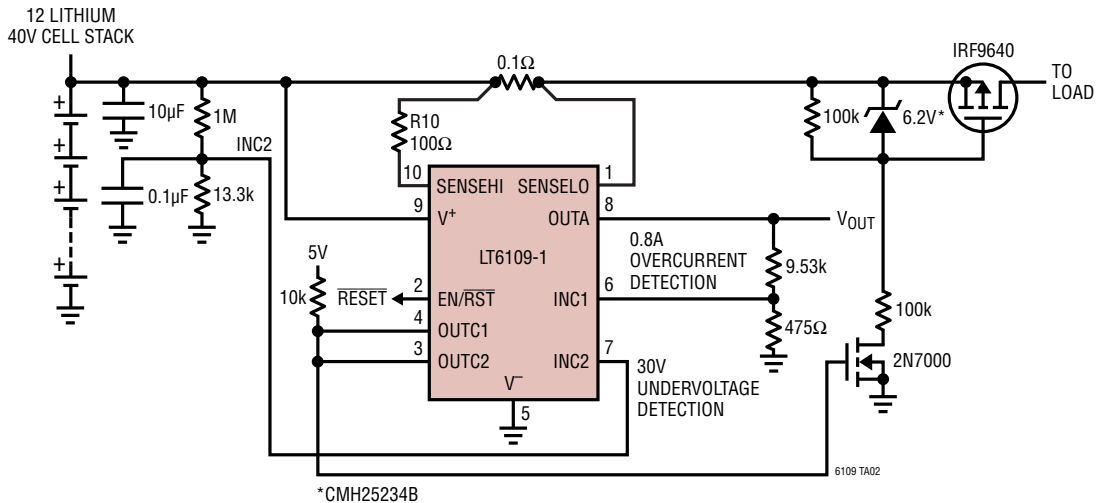 12 LITHIUM
40V CELL STACK
10µF
1M
INC2
0.1µF
13.3k
+
+
+
+
0.1Ω
R10
100Ω
IRF9640
TO
LOAD
100k
6.2V*
10
SENSEHI
SENSELO
1
9
V+
OUTA
8
VOUT
LT6109-1
0.8A
OVERCURRENT
DETECTION
9.53k
5V
10k
RESET
2
EN/RST
INC1
6
4
OUTC1
475Ω
100k
3
OUTC2
INC2
7
2N7000
30V
UNDERVOLTAGE
DETECTION
V–
5
6109 TA02
*CMH25234B